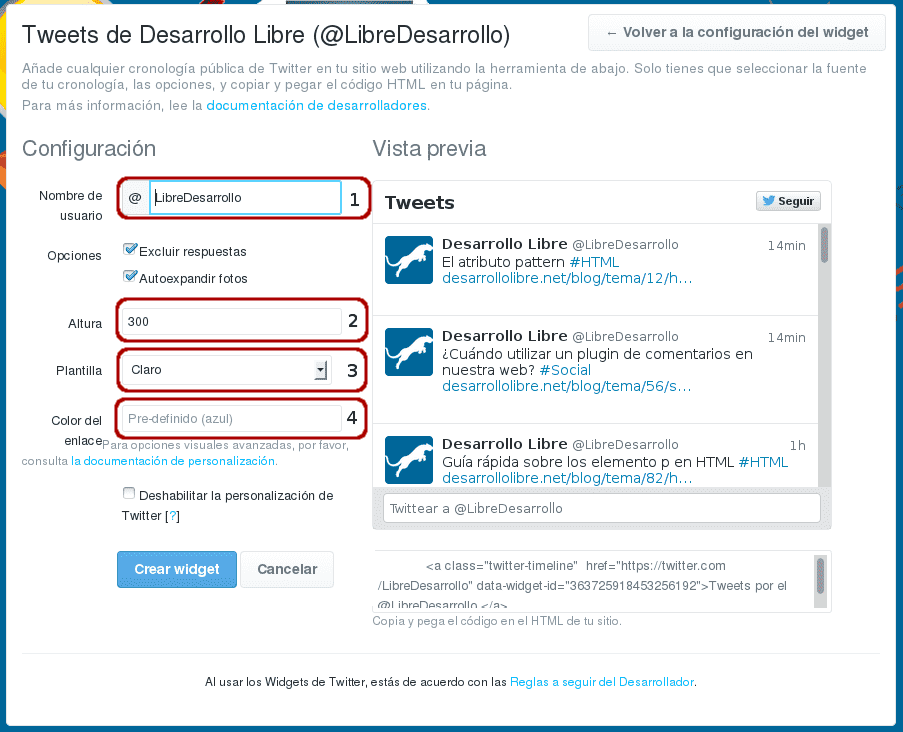 Tweets de Desarrollo Libre (@LibreDesarrollo)
← Volver a la configuración del widget
Añade cualquier cronología pública de Twitter en tu sitio web utilizando la herramienta de abajo. Solo tienes que seleccionar la fuente
de tu cronología, las opciones, y copiar y pegar el código HTML en tu página.
Para más información, lee la documentación de desarrolladores.
Configuración
Nombre de
usuario
@ LibreDesarrollo 1
Opciones
Excluir respuestas
Autoexpandir fotos
Altura
300 2
Plantilla
Claro 3
Color del
enlace
Pre-definido (azul) 4
Para opciones visuales avanzadas, por favor,
consulta la documentación de personalización.
Deshabilitar la personalización de
Twitter [?]
Crear widget
Cancelar
Vista previa
Tweets
Seguir
Desarrollo Libre @LibreDesarrollo 14min
El atributo pattern #HTML
desarrollolibre.net/blog/tema/12/h…
Desarrollo Libre @LibreDesarrollo 14min
¿Cuándo utilizar un plugin de comentarios en
nuestra web? #Social
desarrollolibre.net/blog/tema/56/s…
Desarrollo Libre @LibreDesarrollo 1h
Guía rápida sobre los elemento p en HTML #HTML
desarrollolibre.net/blog/tema/82/h…
Twittear a @LibreDesarrollo
<a class="twitter-timeline" href="https://twitter.com
/LibreDesarrollo" data-widget-id="363725918453256192">Tweets por el
@LibreDesarrollo.</a>
Copia y pega el código en el HTML de tu sitio.
Al usar los Widgets de Twitter, estás de acuerdo con las Reglas a seguir del Desarrollador.